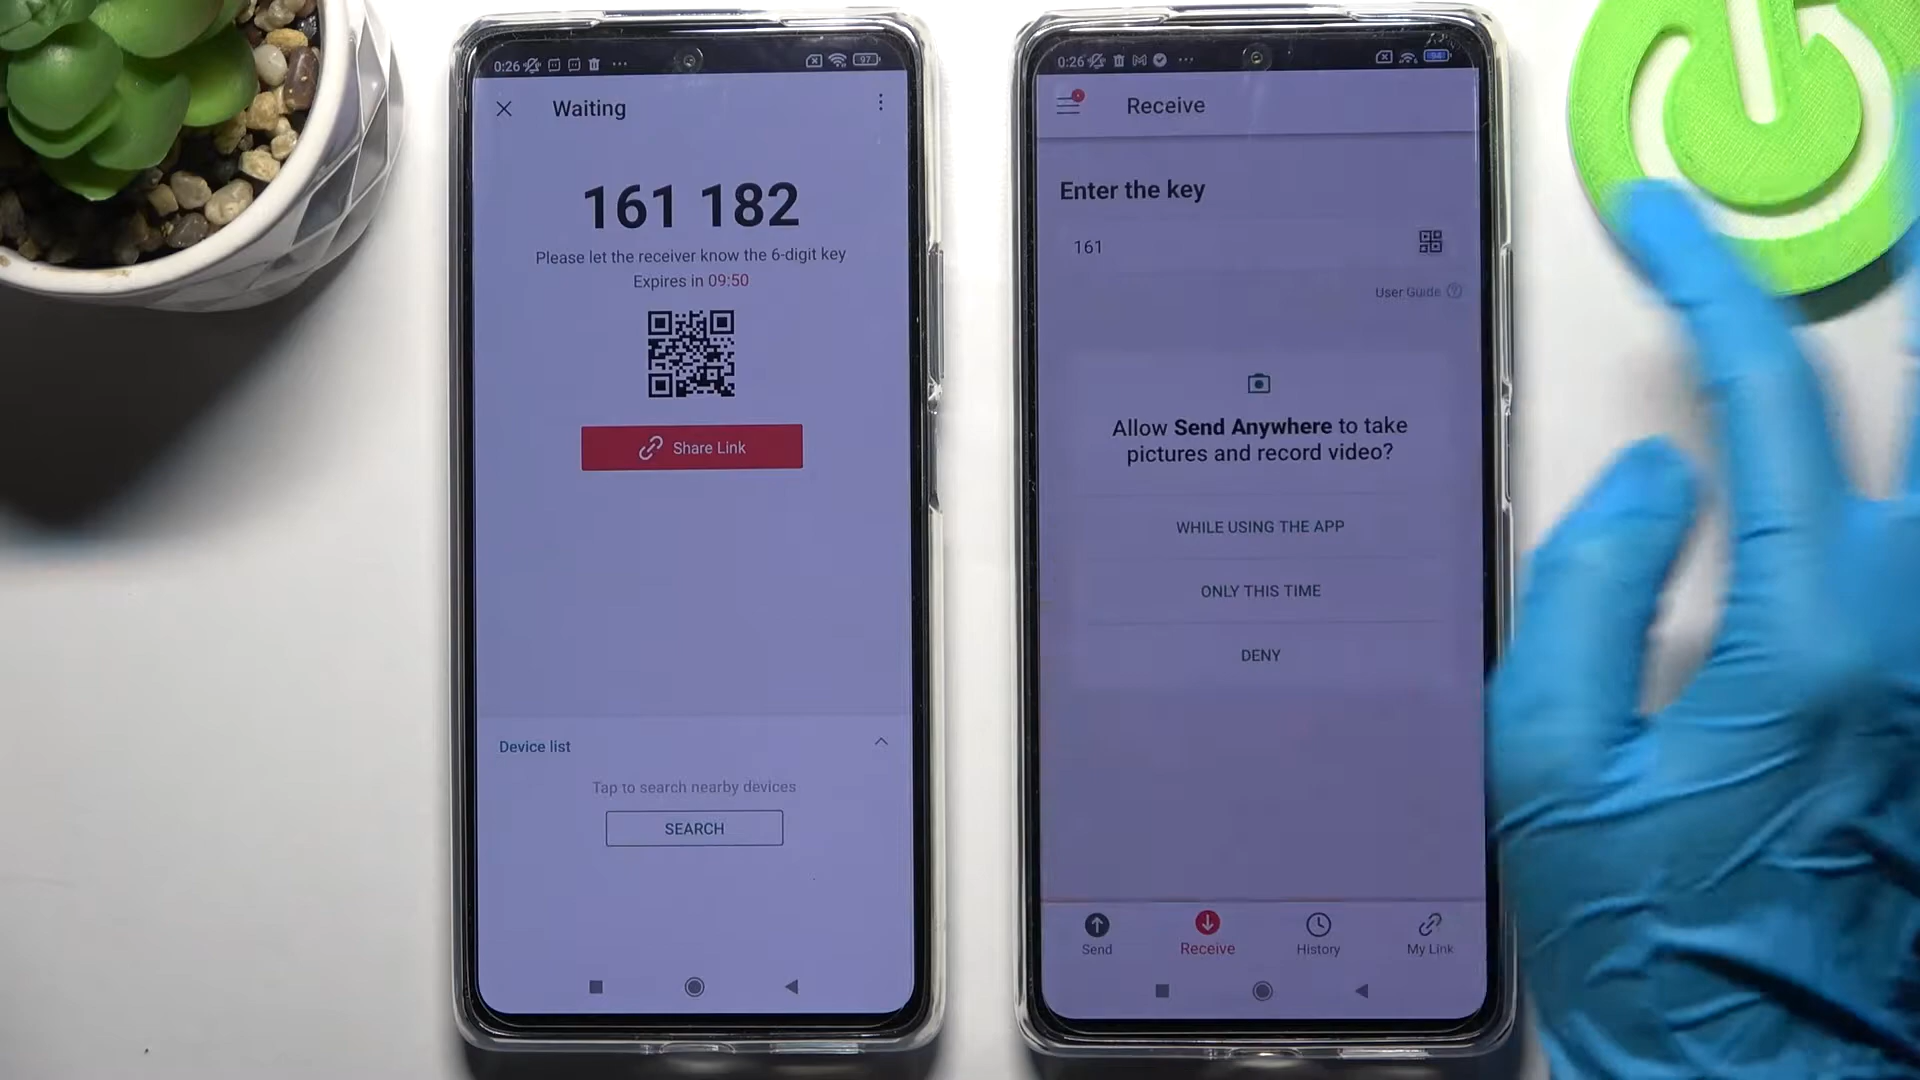 0:26
97
Waiting
161 182
Please let the receiver know the 6-digit key
Expires in 09:50
Share Link
Device list
Tap to search nearby devices
SEARCH
0:26
Receive
Enter the key
161
User Guide
Allow Send Anywhere to take
pictures and record video?
WHILE USING THE APP
ONLY THIS TIME
DENY
Send
Receive
History
My Link